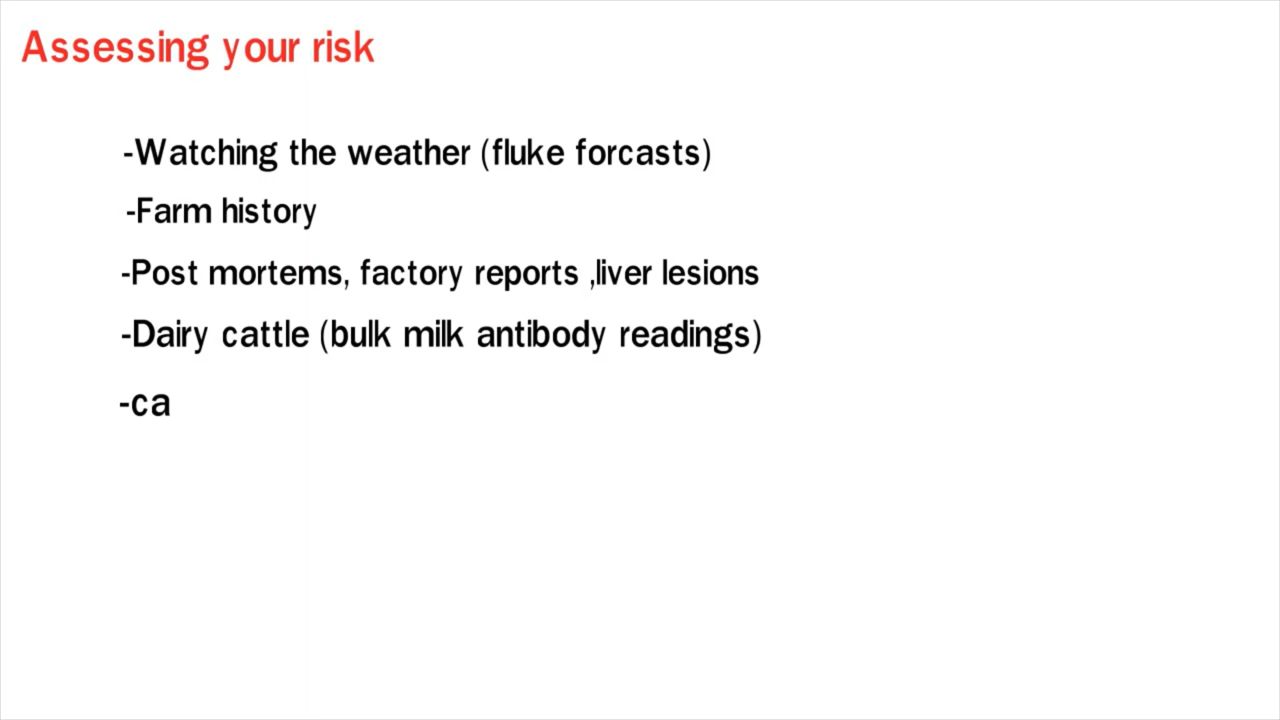 Assessing your risk
-Watching the weather (fluke forcasts)
-Farm history
-Post mortems, factory reports ,liver lesions
-Dairy cattle (bulk milk antibody readings)
-ca